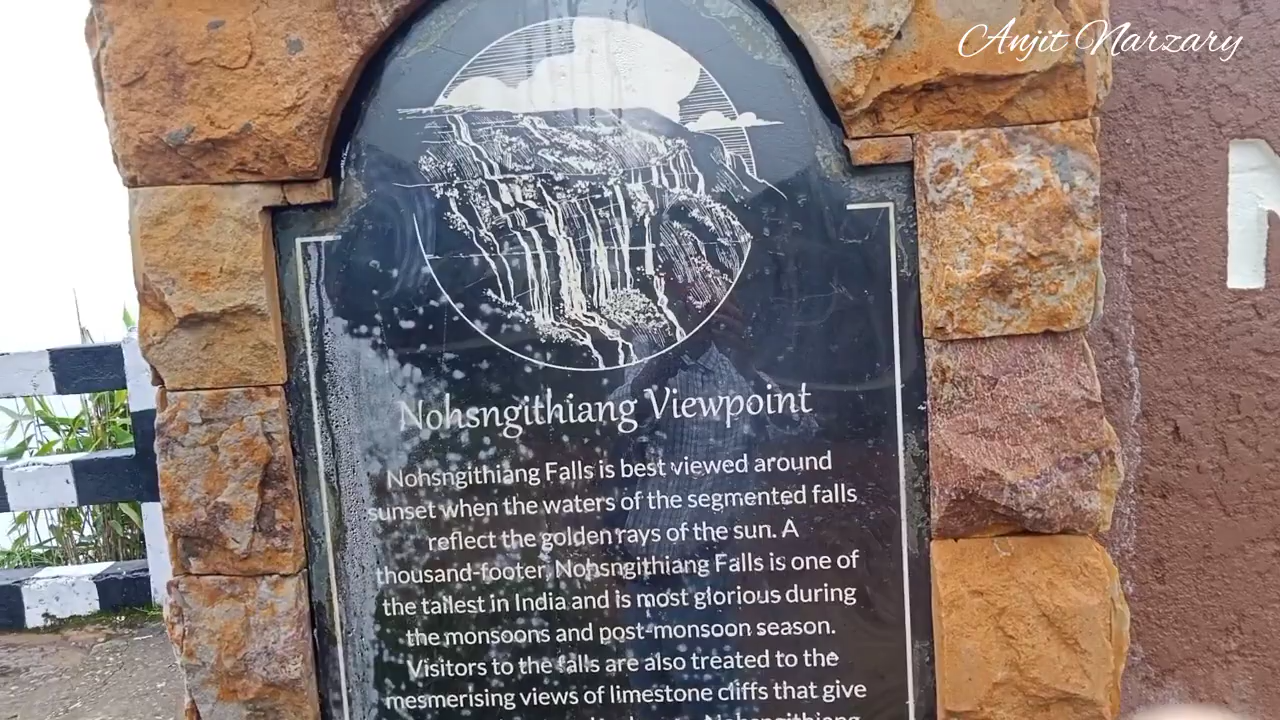 Anjit Narzary
Nohsngithiang Viewpoint
Nohsngithiang Falls is best viewed around
sunset when the waters of the segmented falls
reflect the golden rays of the sun. A
thousand-footer, Nohsngithiang Falls is one of
the tallest in India and is most glorious during
the monsoons and post-monsoon season.
Visitors to the falls are also treated to the
mesmerising views of limestone cliffs that give
Nohsngithiang